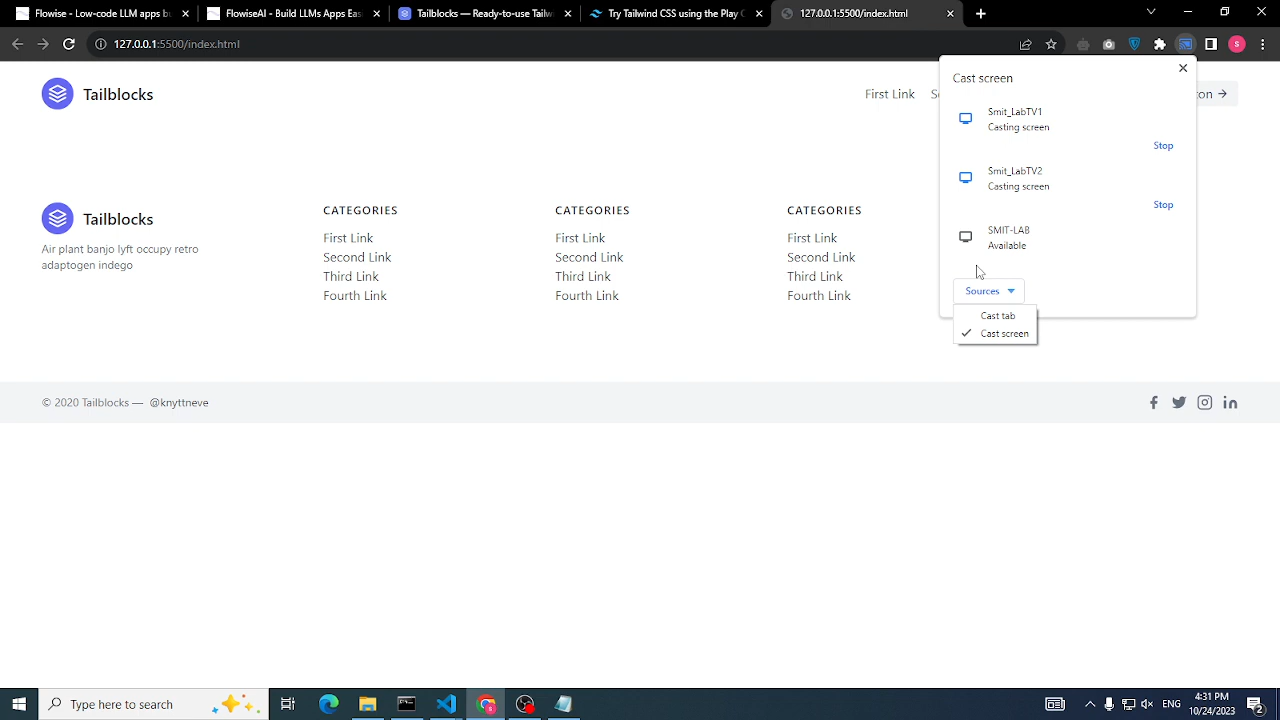 Flowise - Low-code LLM apps bu
FlowiseAI - Build LLMs Apps Easi
Tailblocks — Ready-to-use Tailw
Try Tailwind CSS using the Play C
127.0.0.1:5500/index.html
127.0.0.1:5500/index.html
S
Tailblocks
First Link
Cast screen
Smit_LabTV1
Casting screen
Stop
Smit_LabTV2
Casting screen
Stop
SMIT-LAB
Available
Sources
Cast tab
Cast screen
on →
Tailblocks
Air plant banjo lyft occupy retro
adaptogen indego
CATEGORIES
First Link
Second Link
Third Link
Fourth Link
CATEGORIES
First Link
Second Link
Third Link
Fourth Link
CATEGORIES
First Link
Second Link
Third Link
Fourth Link
© 2020 Tailblocks — @knyttneve
Type here to search
ENG
4:31 PM
10/24/2023
2